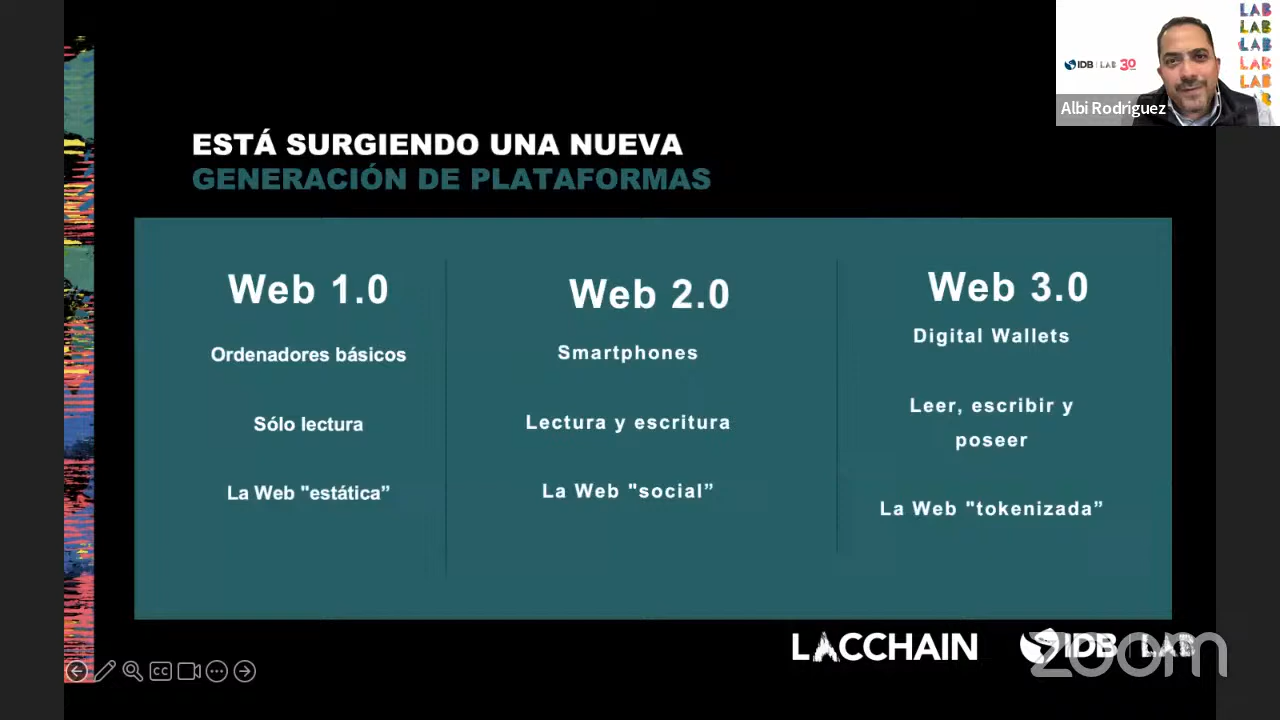 IDB | LAB 30
LAB
LAB
LAB
LAB
LAB
Albi Rodriguez
ESTÁ SURGIENDO UNA NUEVA
GENERACIÓN DE PLATAFORMAS
Web 1.0
Ordenadores básicos
Sólo lectura
La Web "estática”
Web 2.0
Smartphones
Lectura y escritura
La Web "social”
Web 3.0
Digital Wallets
Leer, escribir y
poseer
La Web "tokenizada”
LACCHAIN
IDB | LAB
zoom
CC